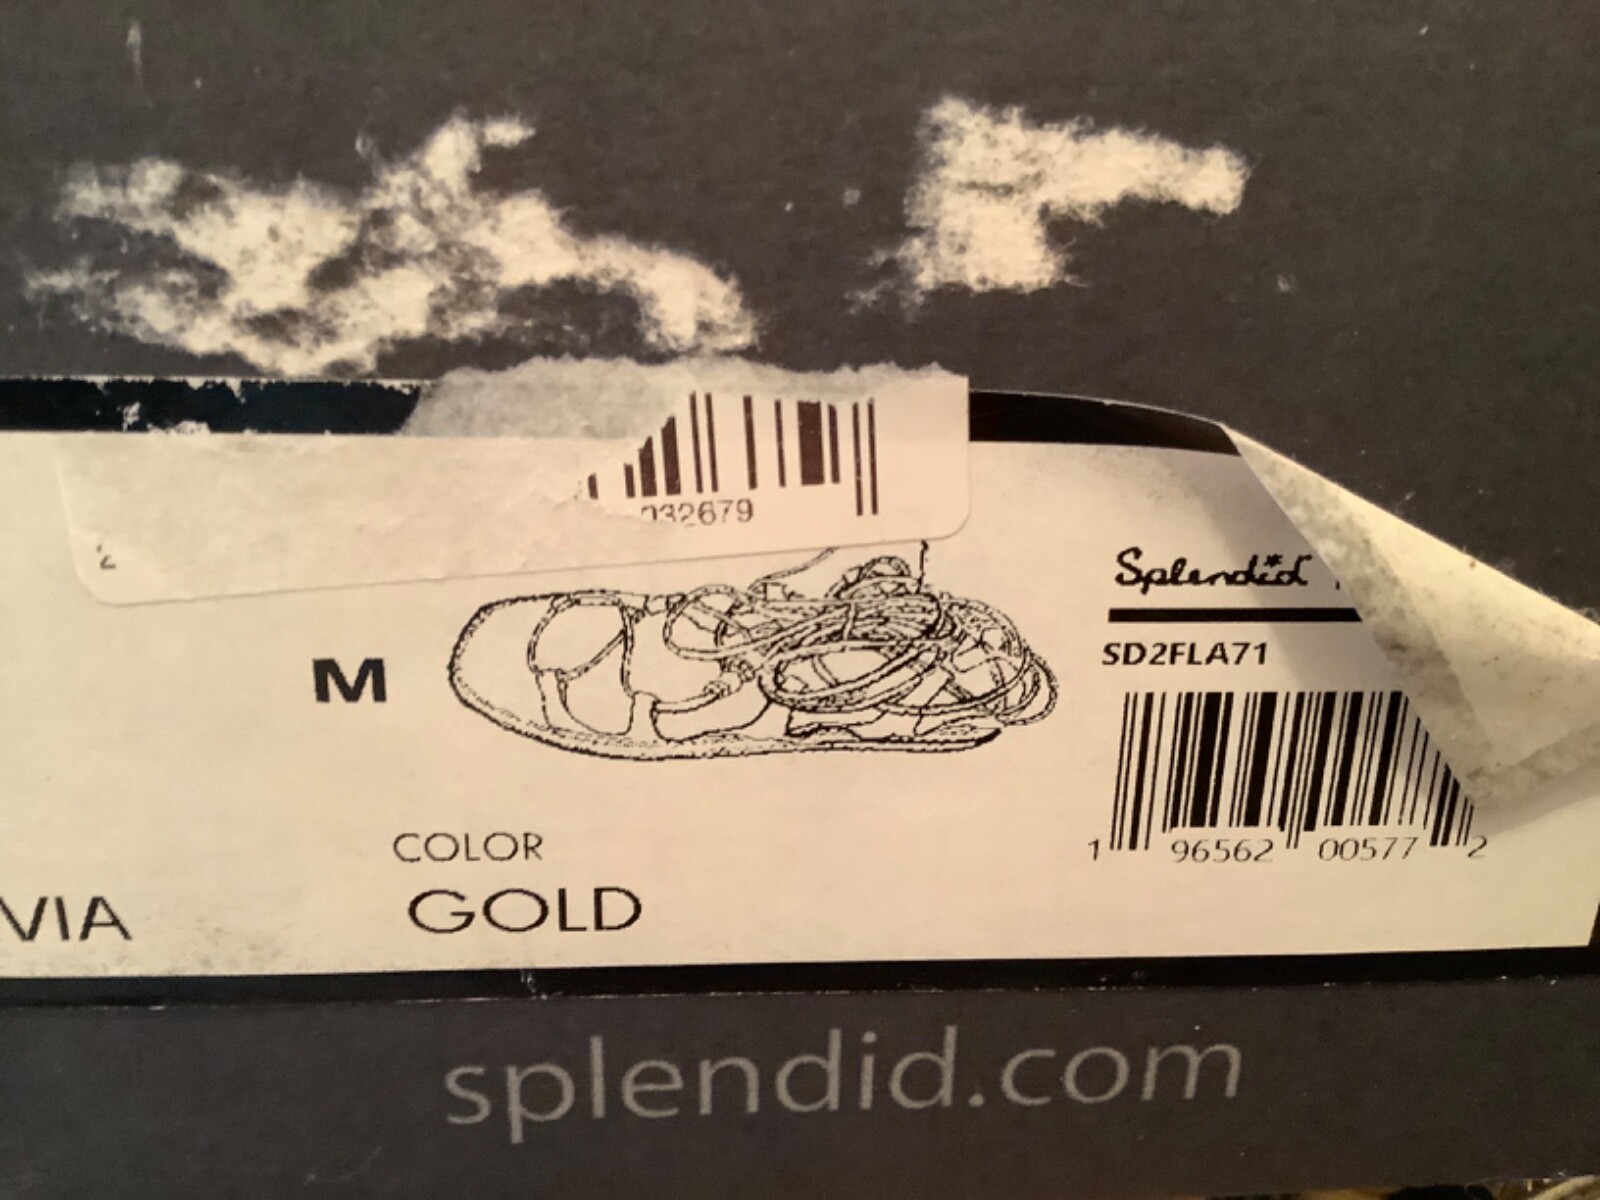 032679
Splendid
M
SD2FLA71
1 96562 00577 2
COLOR
VIA
GOLD
splendid.com